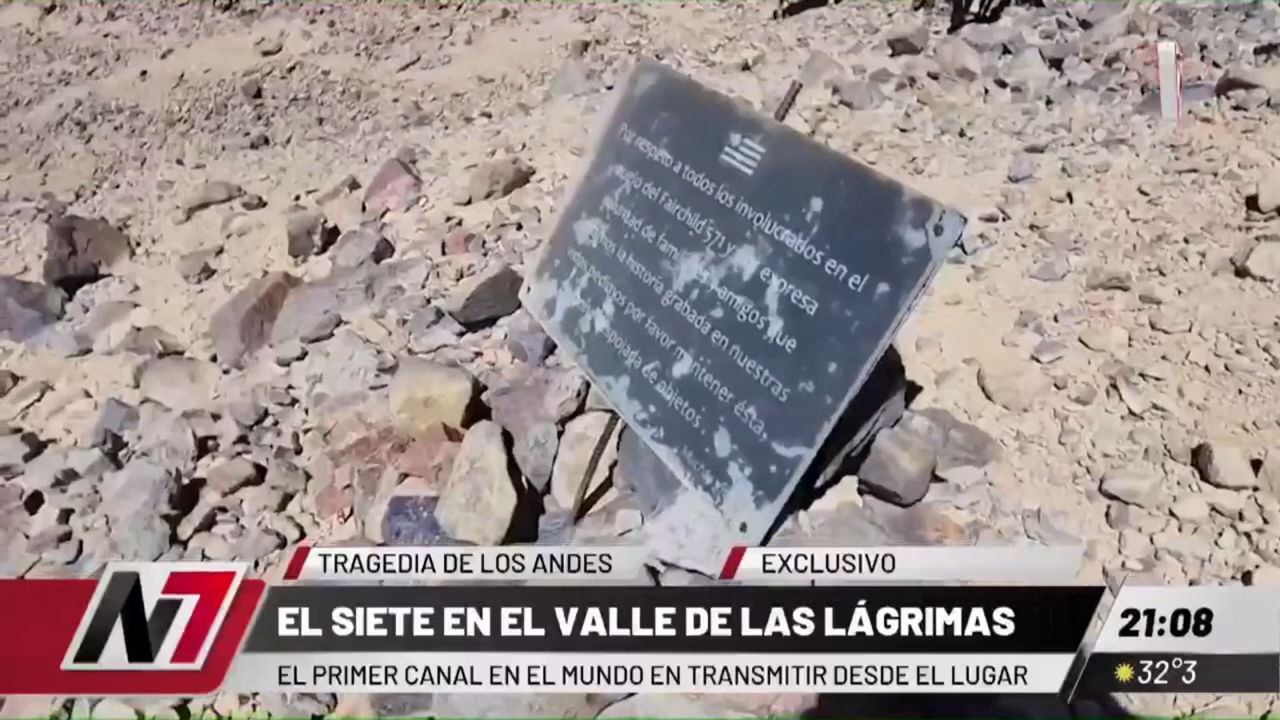 Por respeto a todos los involucrados en el
del Fairchild 571 y expresa
de familiares, amigos que
la historia grabada en nuestras
pedimos por favor mantener ésta,
de objetos.
TRAGEDIA DE LOS ANDES
EXCLUSIVO
N7
EL SIETE EN EL VALLE DE LAS LÁGRIMAS
EL PRIMER CANAL EN EL MUNDO EN TRANSMITIR DESDE EL LUGAR
21:08
32°3